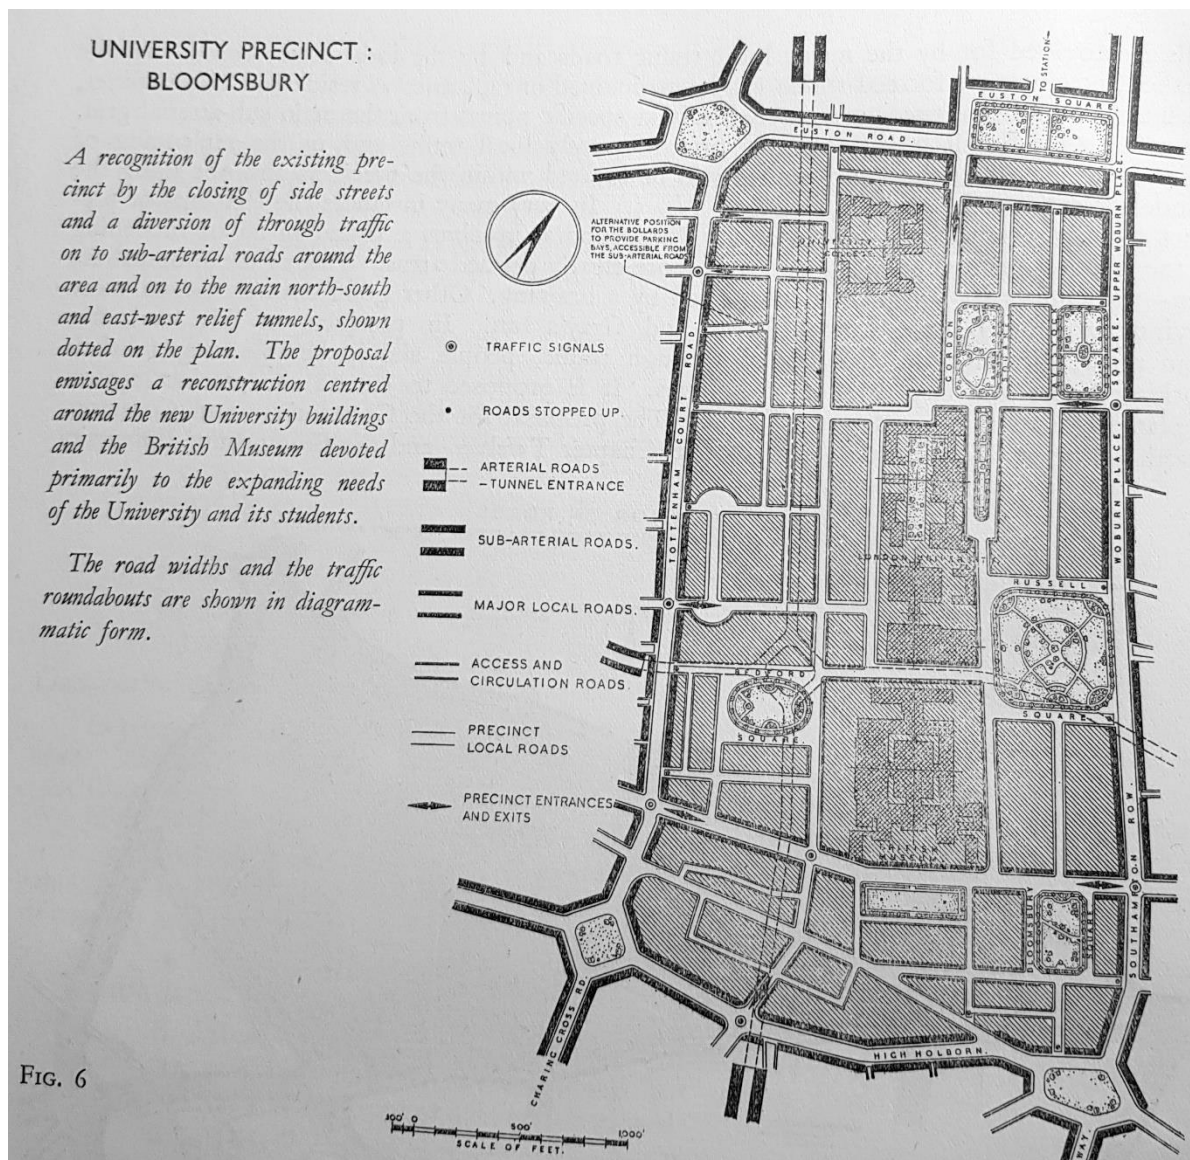 UNIVERSITY PRECINCT :
BLOOMSBURY
A recognition of the existing pre-
cinct by the closing of side streets
and a diversion of through traffic
on to sub-arterial roads around the
area and on to the main north-south
and east-west relief tunnels, shown
dotted on the plan. The proposal
envisages a reconstruction centred
around the new University buildings
and the British Museum devoted
primarily to the expanding needs
of the University and its students.
The road widths and the traffic
roundabouts are shown in diagram-
matic form.
FIG. 6
TRAFFIC SIGNALS
ROADS STOPPED UP.
ARTERIAL ROADS
-TUNNEL ENTRANCE
SUB-ARTERIAL ROADS.
MAJOR LOCAL ROADS.
ACCESS AND
CIRCULATION ROADS.
PRECINCT
LOCAL ROADS
PRECINCT ENTRANCES
AND EXITS
ALTERNATIVE POSITION
FOR THE BOLLARDS
TO PROVIDE PARKING
BAYS, ACCESSIBLE FROM
THE SUB-ARTERIAL ROADS
TO STATION
EUSTON SQUARE
EUSTON ROAD.
UNIVERSITY
COLLEGE
GORDON
SQUARE
SQUARE. UPPER WOBURN PLACE.
TOTTENHAM COURT ROAD.
WOBURN PLACE.
LONDON UNIVERSITY
RUSSELL
SQUARE
BEDFORD
SQUARE
BRITISH
MUSEUM
BLOOMSBURY
SQUARE
SOUTHAMPTON ROW.
HIGH HOLBORN.
CHARING CROSS RD.
WAY.
100' 0 500' 1,000'
SCALE OF FEET.